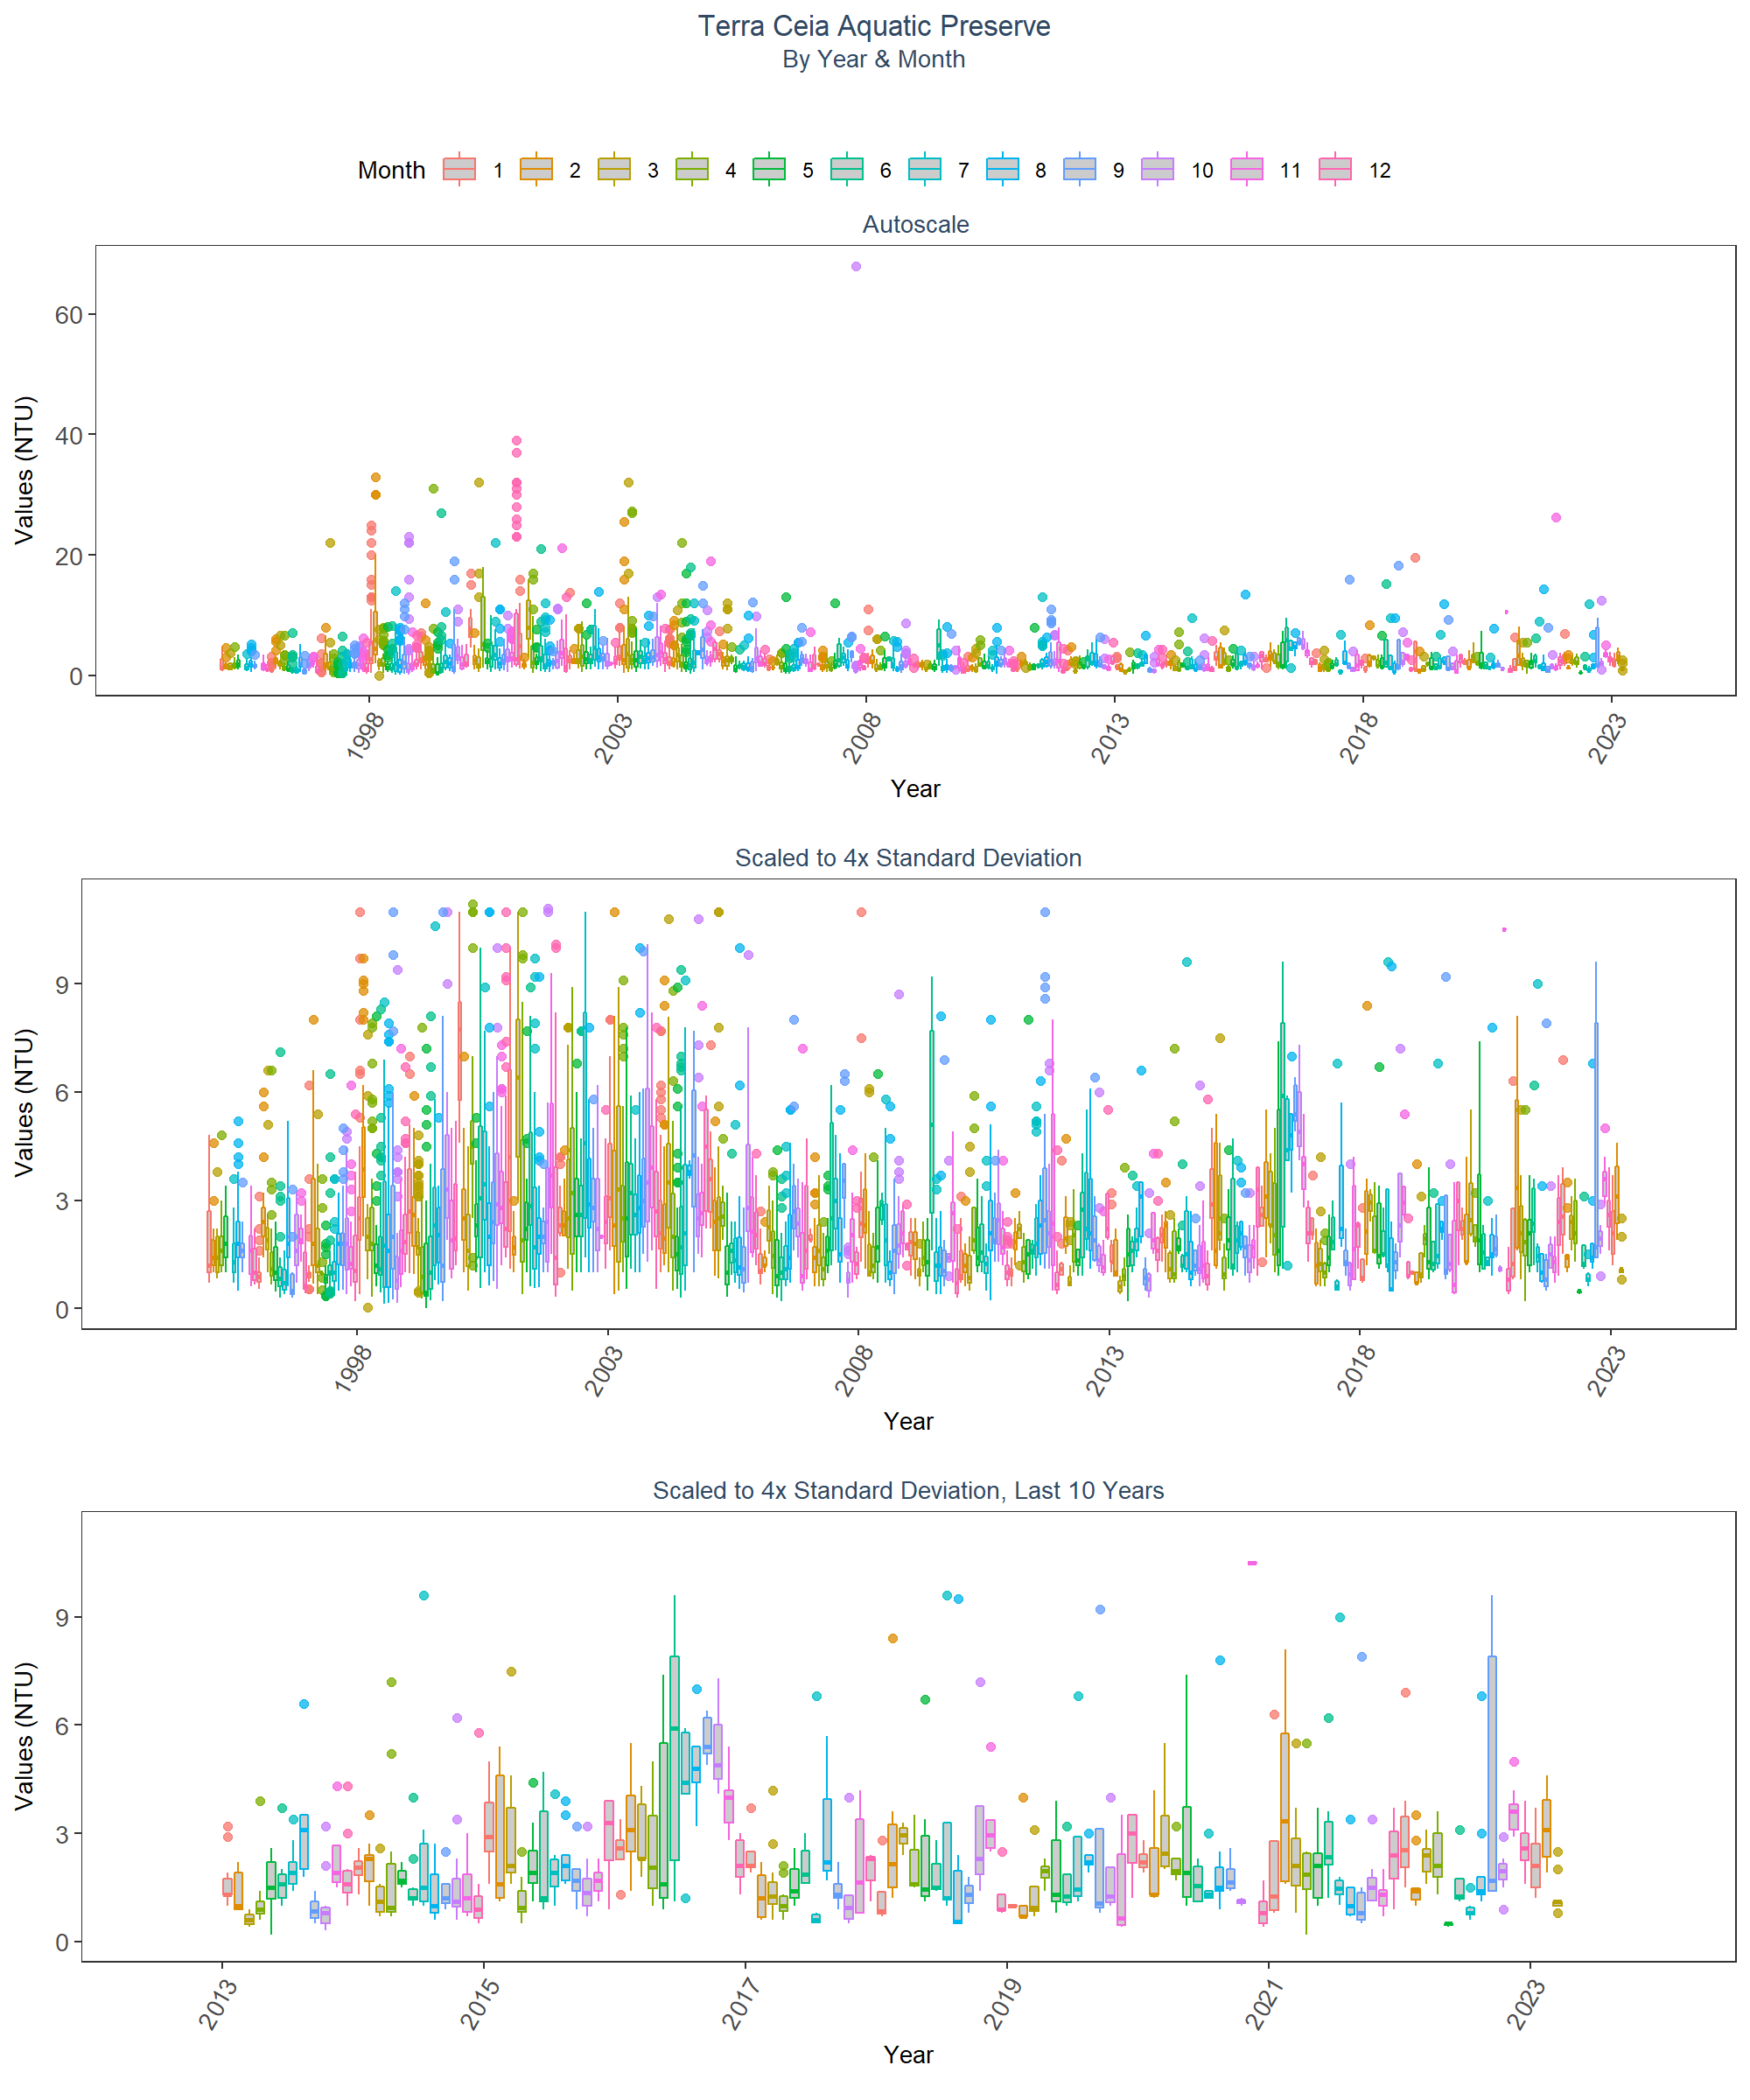 Terra Ceia Aquatic Preserve
By Year & Month
Month 1 2 3 4 5 6 7 8 9 10 11 12
Autoscale
Values (NTU)
60
40
20
0
1998 2003 2008 2013 2018 2023
Year
Scaled to 4x Standard Deviation
Values (NTU)
9
6
3
0
1998 2003 2008 2013 2018 2023
Year
Scaled to 4x Standard Deviation, Last 10 Years
Values (NTU)
9
6
3
0
2013 2015 2017 2019 2021 2023
Year